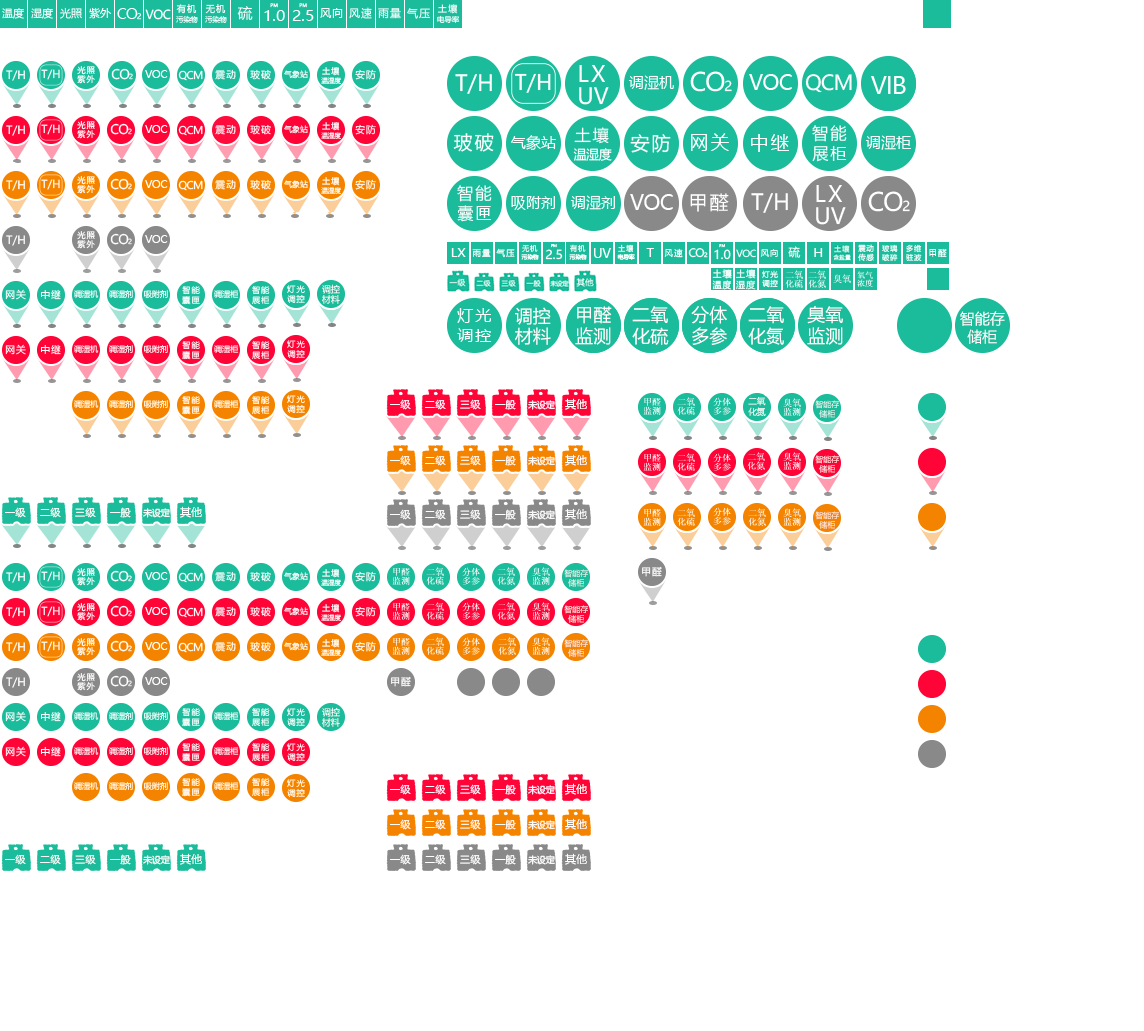 温度 湿度 光照 紫外 CO2 VOC 有机污染物 无机污染物 硫 PM1.0 PM2.5 风向 风速 雨量 气压 土壤电导率
T/H T/H 光照紫外 CO2 VOC QCM 震动 玻破 气象站 土壤温湿度 安防
T/H T/H 光照紫外 CO2 VOC QCM 震动 玻破 气象站 土壤温湿度 安防
T/H T/H 光照紫外 CO2 VOC QCM 震动 玻破 气象站 土壤温湿度 安防
T/H 光照紫外 CO2 VOC
网关 中继 调湿机 调湿剂 吸附剂 智能囊匣 调湿柜 智能展柜 灯光调控 调控材料
网关 中继 调湿机 调湿剂 吸附剂 智能囊匣 调湿柜 智能展柜 灯光调控
调湿机 调湿剂 吸附剂 智能囊匣 调湿柜 智能展柜 灯光调控
T/H T/H LX UV 调湿机 CO2 VOC QCM VIB
玻破 气象站 土壤温湿度 安防 网关 中继 智能展柜 调湿柜
智能囊匣 吸附剂 调湿剂 VOC 甲醛 T/H LX UV CO2
LX 雨量 气压 无机污染物 PM2.5 有机污染物 UV 土壤电导率 T 风速 CO2 PM1.0 VOC 风向 硫 H 土壤含盐量 震动传感 玻璃破碎 多维驻波 甲醛
一级 二级 三级 一般 未设定 其他 土壤温度 土壤湿度 灯光调控 二氧化硫 二氧化氮 臭氧 氧气浓度
灯光调控 调控材料 甲醛监测 二氧化硫 分体多参 二氧化氮 臭氧监测 智能存储柜
一级 二级 三级 一般 未设定 其他
一级 二级 三级 一般 未设定 其他
一级 二级 三级 一般 未设定 其他
甲醛监测 二氧化硫 分体多参 二氧化氮 臭氧监测 智能存储柜
甲醛监测 二氧化硫 分体多参 二氧化氮 臭氧监测 智能存储柜
甲醛监测 二氧化硫 分体多参 二氧化氮 臭氧监测 智能存储柜
甲醛
一级 二级 三级 一般 未设定 其他
T/H T/H 光照紫外 CO2 VOC QCM 震动 玻破 气象站 土壤温湿度 安防 甲醛监测 二氧化硫 分体多参 二氧化氮 臭氧监测 智能存储柜
T/H T/H 光照紫外 CO2 VOC QCM 震动 玻破 气象站 土壤温湿度 安防 甲醛监测 二氧化硫 分体多参 二氧化氮 臭氧监测 智能存储柜
T/H T/H 光照紫外 CO2 VOC QCM 震动 玻破 气象站 土壤温湿度 安防 甲醛监测 二氧化硫 分体多参 二氧化氮 臭氧监测 智能存储柜
T/H 光照紫外 CO2 VOC 甲醛
网关 中继 调湿机 调湿剂 吸附剂 智能囊匣 调湿柜 智能展柜 灯光调控 调控材料
网关 中继 调湿机 调湿剂 吸附剂 智能囊匣 调湿柜 智能展柜 灯光调控
调湿机 调湿剂 吸附剂 智能囊匣 调湿柜 智能展柜 灯光调控
一级 二级 三级 一般 未设定 其他
一级 二级 三级 一般 未设定 其他
一级 二级 三级 一般 未设定 其他
一级 二级 三级 一般 未设定 其他